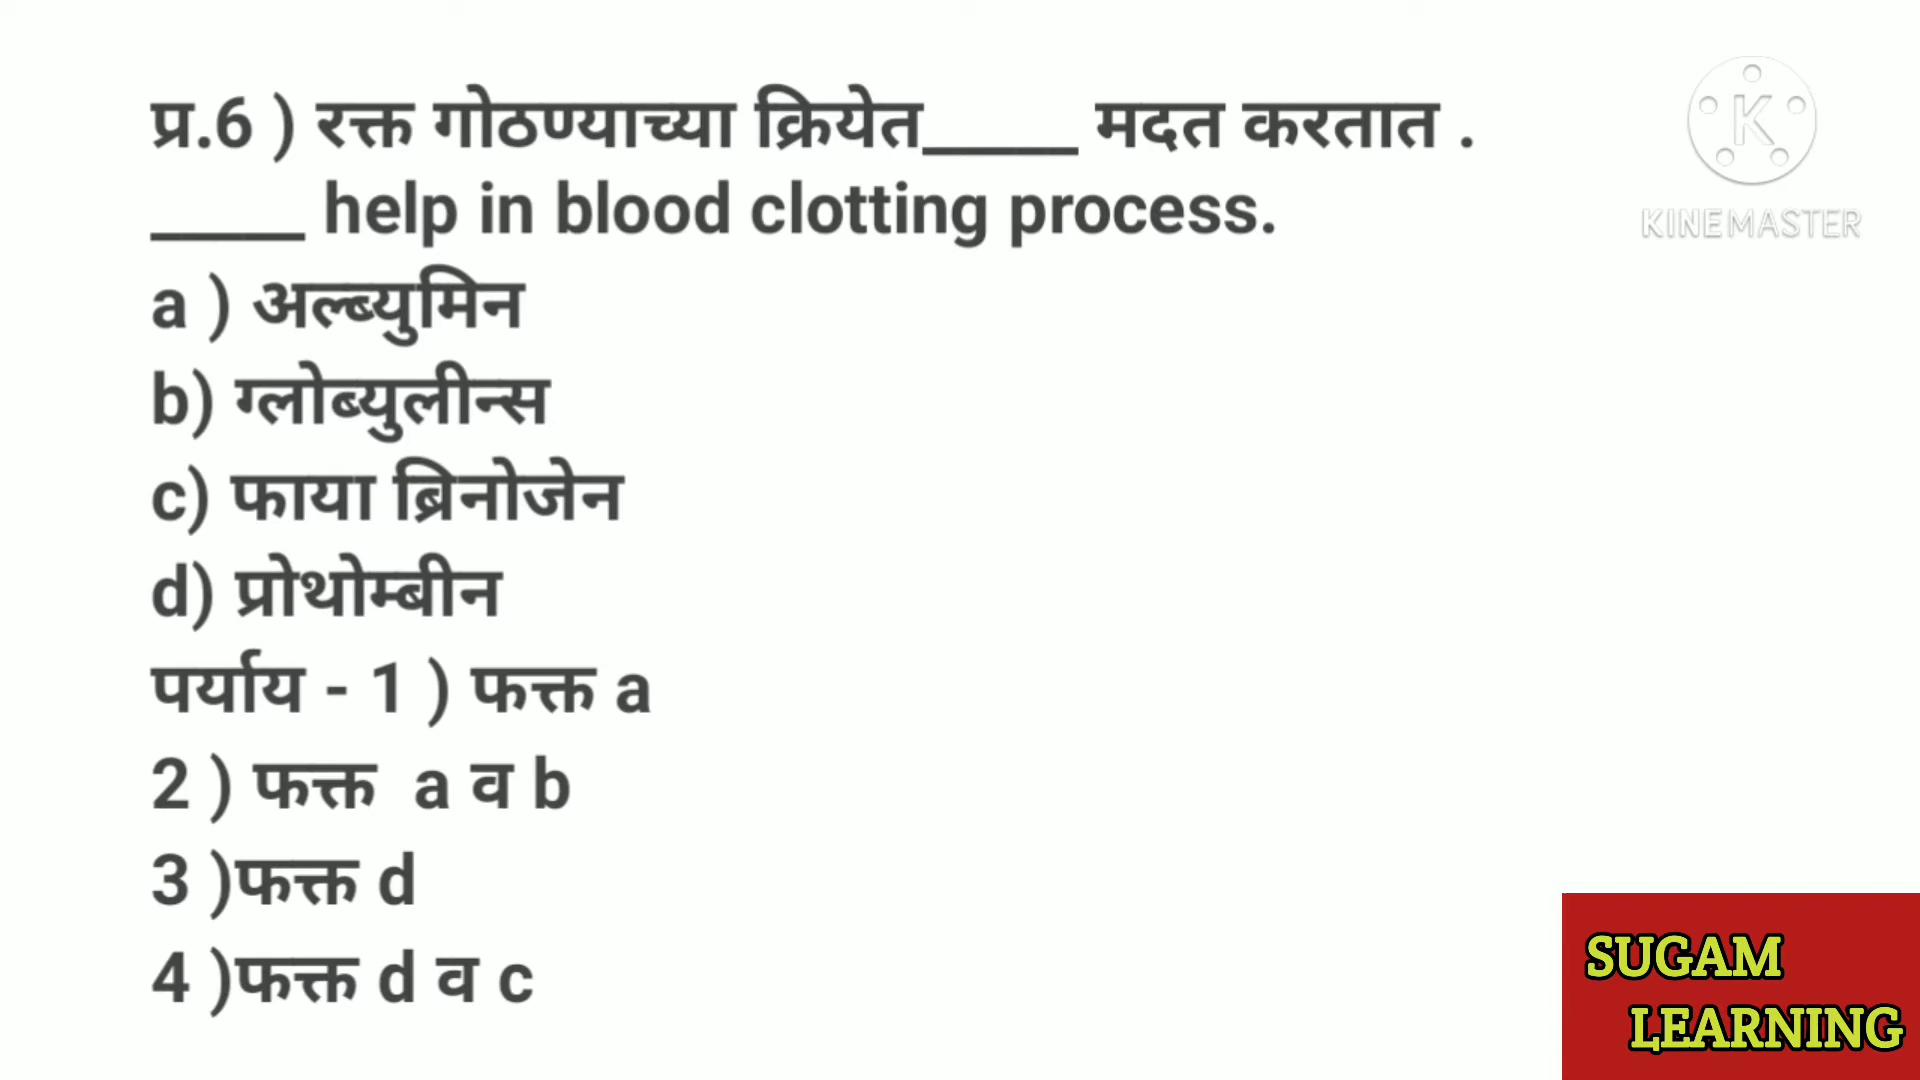 प्र.6 ) रक्त गोठण्याच्या क्रियेत_____ मदत करतात .
_____ help in blood clotting process.
a ) अल्ब्युमिन
b) ग्लोब्युलीन्स
c) फाया ब्रिनोजेन
d) प्रोथोम्बीन
पर्याय - 1 ) फक्त a
2 ) फक्त a व b
3 )फक्त d
4 )फक्त d व c
K
KINEMASTER
SUGAM
LEARNING